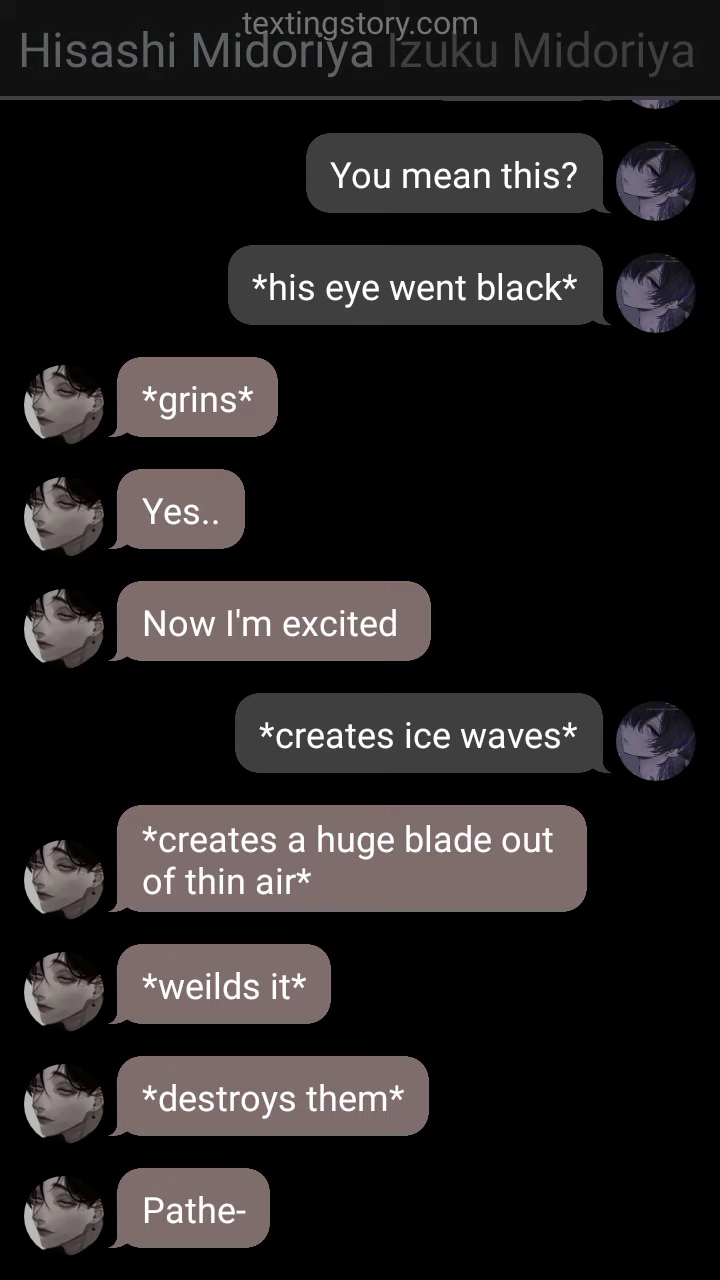 textingstory.com
Hisashi Midoriya Izuku Midoriya
You mean this?
*his eye went black*
*grins*
Yes..
Now I'm excited
*creates ice waves*
*creates a huge blade out
of thin air*
*weilds it*
*destroys them*
Pathe-